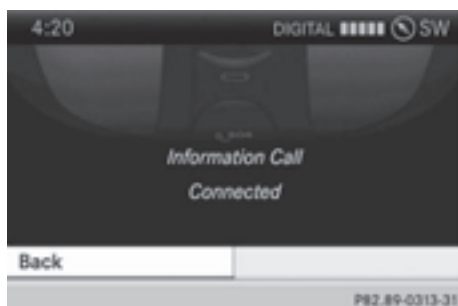 4:20 DIGITAL SW
Information Call
Connected
Back
P82.89-0313-31